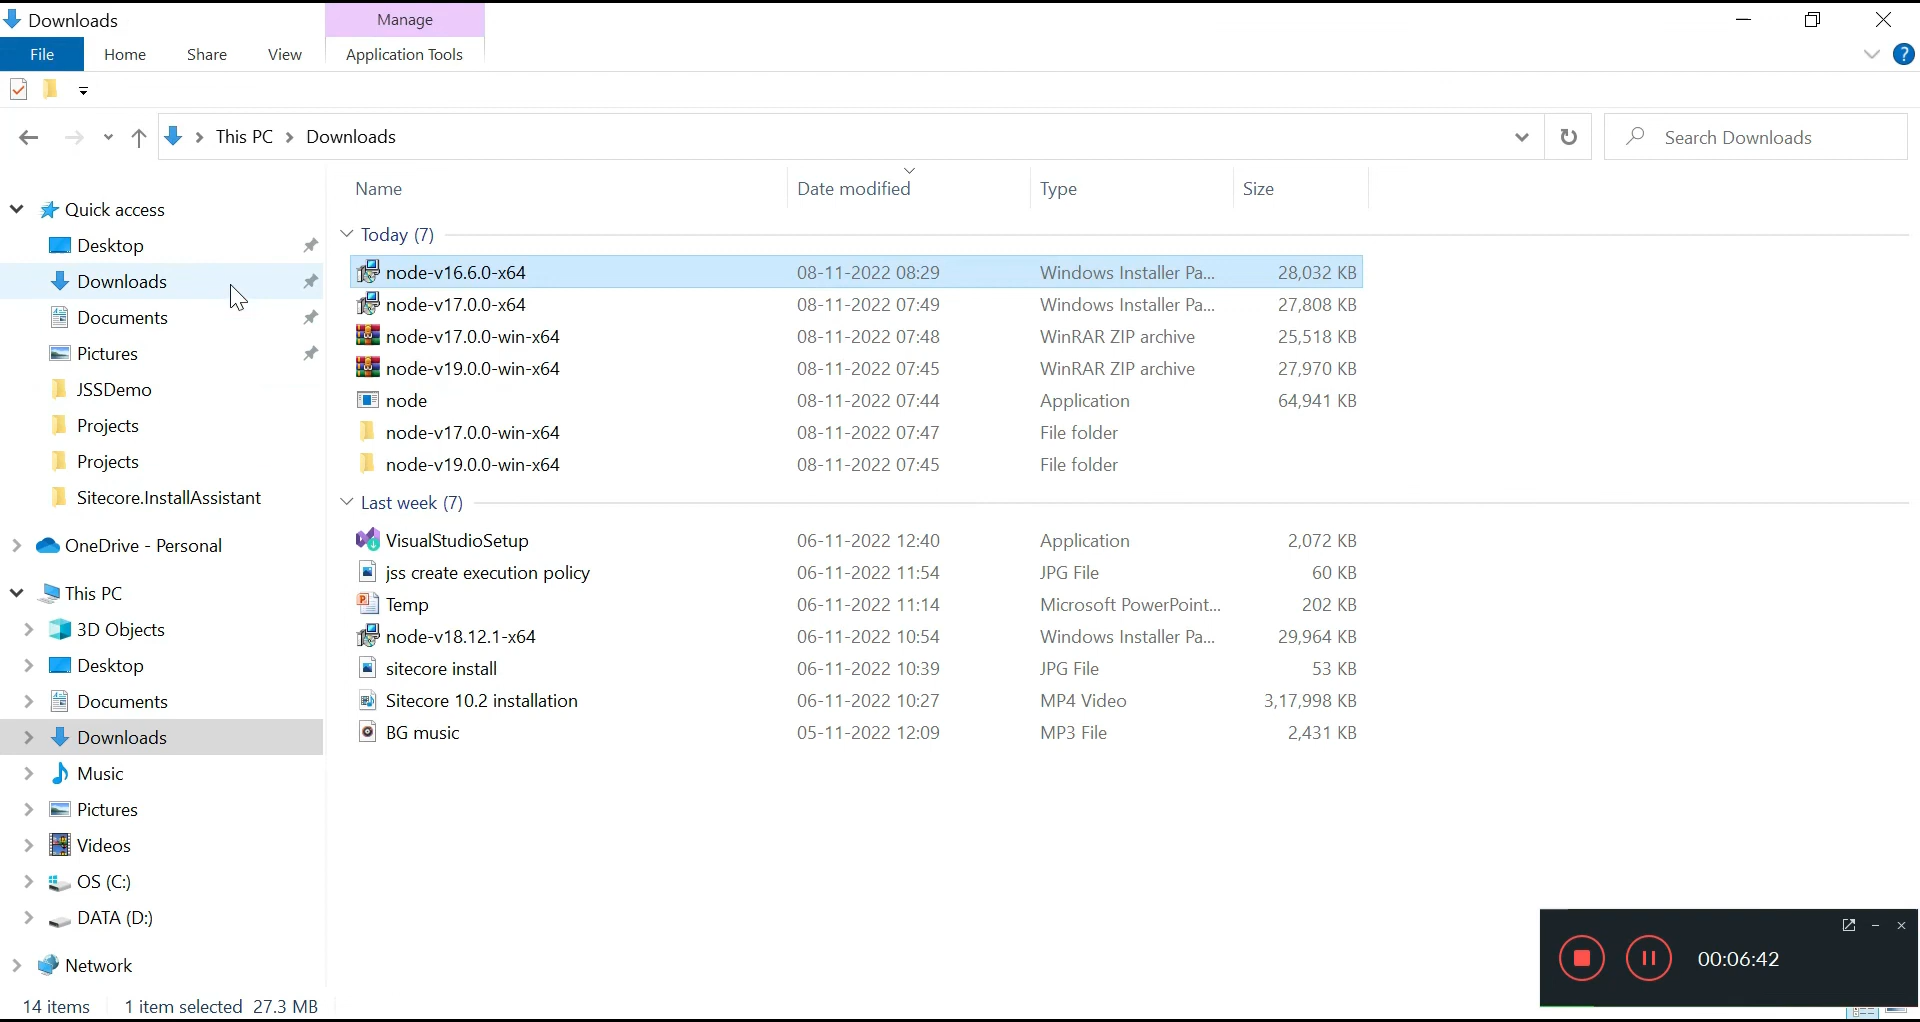 Downloads
Manage
File
Home
Share
View
Application Tools
?
This PC
Downloads
Search Downloads
Name
Date modified
Type
Size
Quick access
Desktop
Downloads
Documents
Pictures
JSSDemo
Projects
Projects
Sitecore.InstallAssistant
OneDrive - Personal
This PC
3D Objects
Desktop
Documents
Downloads
Music
Pictures
Videos
OS (C:)
DATA (D:)
Network
Today (7)
node-v16.6.0-x64 08-11-2022 08:29 Windows Installer Pa... 28,032 KB
node-v17.0.0-x64 08-11-2022 07:49 Windows Installer Pa... 27,808 KB
node-v17.0.0-win-x64 08-11-2022 07:48 WinRAR ZIP archive 25,518 KB
node-v19.0.0-win-x64 08-11-2022 07:45 WinRAR ZIP archive 27,970 KB
node 08-11-2022 07:44 Application 64,941 KB
node-v17.0.0-win-x64 08-11-2022 07:47 File folder
node-v19.0.0-win-x64 08-11-2022 07:45 File folder
Last week (7)
VisualStudioSetup 06-11-2022 12:40 Application 2,072 KB
jss create execution policy 06-11-2022 11:54 JPG File 60 KB
Temp 06-11-2022 11:14 Microsoft PowerPoint... 202 KB
node-v18.12.1-x64 06-11-2022 10:54 Windows Installer Pa... 29,964 KB
sitecore install 06-11-2022 10:39 JPG File 53 KB
Sitecore 10.2 installation 06-11-2022 10:27 MP4 Video 3,17,998 KB
BG music 05-11-2022 12:09 MP3 File 2,431 KB
00:06:42
14 items 1 item selected 27.3 MB